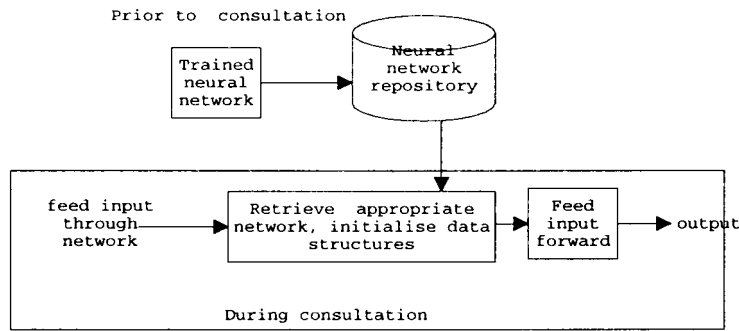 Prior to consultation
Trained
neural
network
Neural
network
repository
feed input
through
network
Retrieve appropriate
network, initialise data
structures
Feed
input
forward
output
During consultation